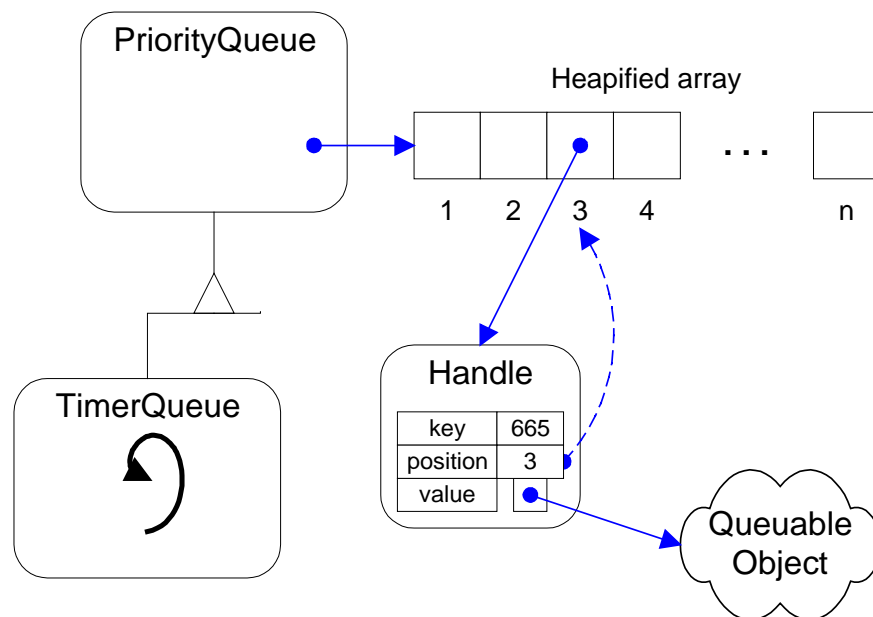 PriorityQueue
Heapified array
. . .
1 2 3 4 n
Handle
key 665
position 3
value
TimerQueue
Queuable
Object